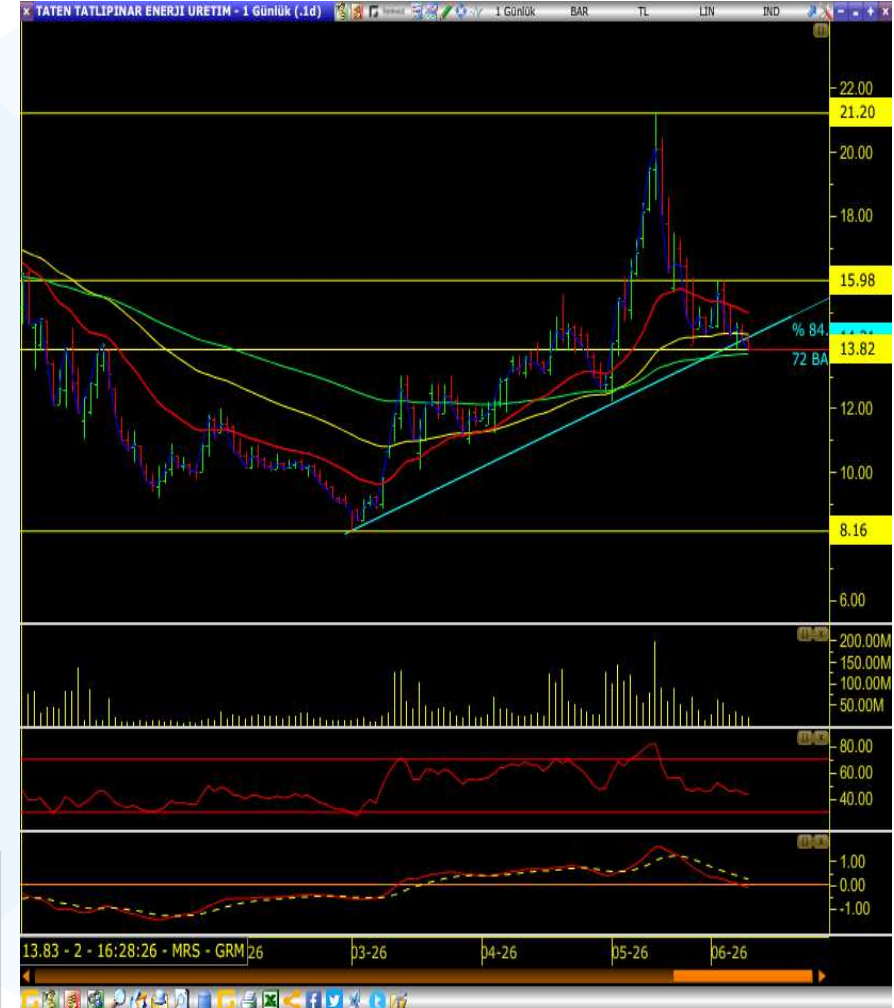 TATEN TATLIPINAR ENERJI URETIM - 1 Günlük (.1d)
1 Günlük BAR TL LIN IND
22.00
21.20
20.00
18.00
15.98
% 84.
13.82
72 BA
12.00
10.00
8.16
6.00
200.00M
150.00M
100.00M
50.00M
80.00
60.00
40.00
1.00
0.00
-1.00
13.83 - 2 - 16:28:26 - MRS - GRM 26 03-26 04-26 05-26 06-26